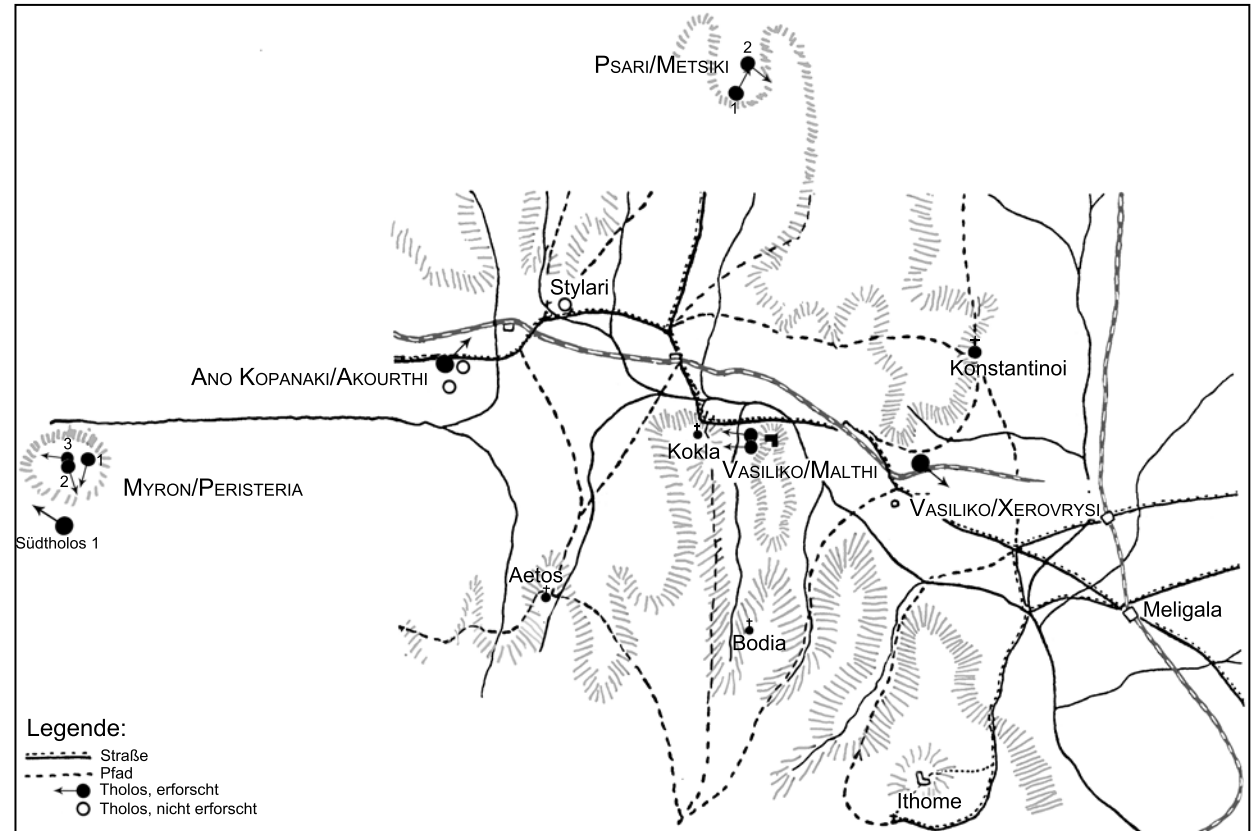 2
PSARI/METSIKI
1
Stylari
ANO KOPANAKI/AKOURTHI
Konstantinoi
3
1
2
Kokla
VASILIKO/MALTHI
MYRON/PERISTERIA
VASILIKO/XEROVRYSI
Südtholos 1
Aetos
Meligala
Bodia
Ithome
Legende:
Straße
Pfad
Tholos, erforscht
Tholos, nicht erforscht